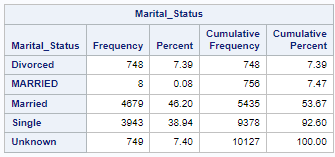 Marital_Status
Marital_Status Frequency Percent Cumulative Frequency Cumulative Percent
Divorced 748 7.39 748 7.39
MARRIED 8 0.08 756 7.47
Married 4679 46.20 5435 53.67
Single 3943 38.94 9378 92.60
Unknown 749 7.40 10127 100.00